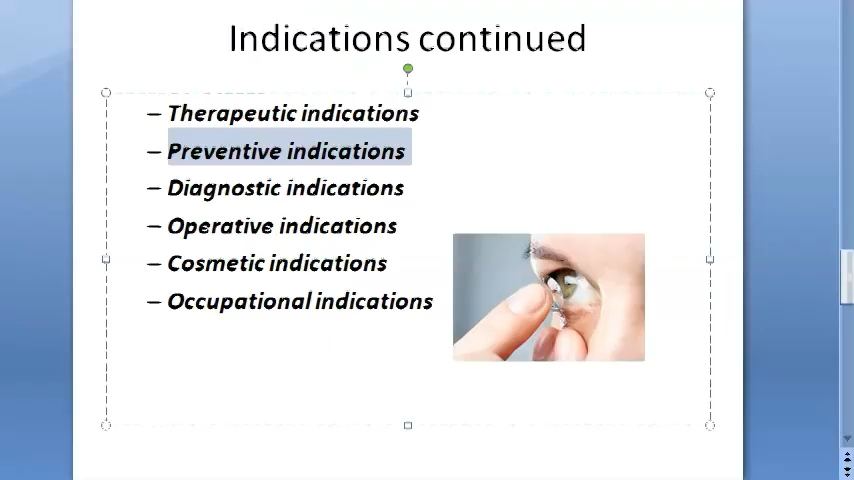 Indications continued
– Therapeutic indications
– Preventive indications
– Diagnostic indications
– Operative indications
– Cosmetic indications
– Occupational indications